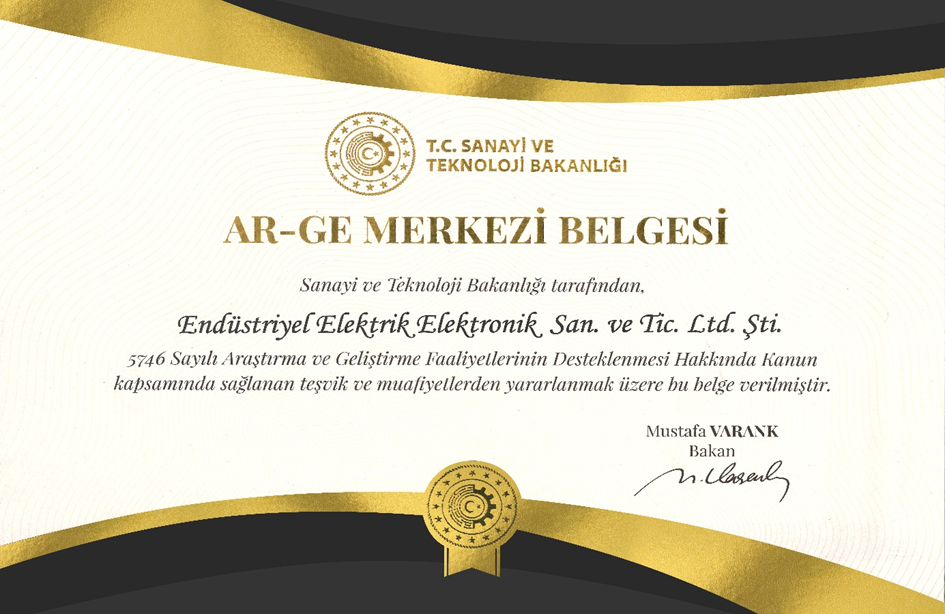 T.C. SANAYİ VE
TEKNOLOJİ BAKANLIĞI
AR-GE MERKEZİ BELGESİ
Sanayi ve Teknoloji Bakanlığı tarafından,
Endüstriyel Elektrik Elektronik San. ve Tic. Ltd. Şti.
5746 Sayılı Araştırma ve Geliştirme Faaliyetlerinin Desteklenmesi Hakkında Kanun
kapsamında sağlanan teşvik ve muafiyetlerden yararlanmak üzere bu belge verilmiştir.
Mustafa VARANK
Bakan